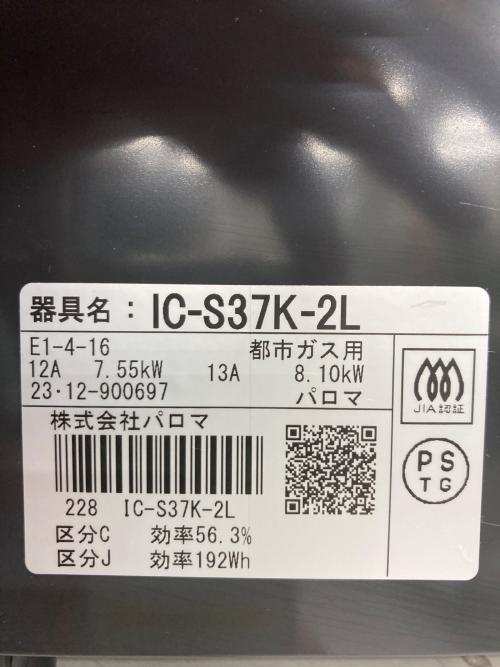 器具名：IC-S37K-2L
E1-4-16 都市ガス用
12A 7.55kW 13A 8.10kW
23・12-900697 パロマ
JIA認証
株式会社パロマ
PS
TG
228 IC-S37K-2L
区分C 効率56.3%
区分J 効率192Wh